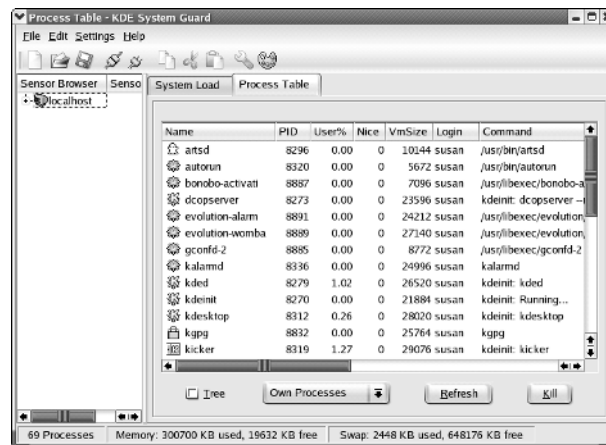 Process Table - KDE System Guard
File Edit Settings Help
Sensor Browser Senso
System Load Process Table
localhost
Name PID User% Nice VmSize Login Command
artsd 8296 0.00 0 10144 susan /usr/bin/artsd
autorun 8320 0.00 0 5672 susan /usr/bin/autorun
bonobo-activati 8887 0.00 0 7096 susan /usr/libexec/bonobo-a
dcopserver 8273 0.00 0 23596 susan kdeinit: dcopserver --
evolution-alarm 8891 0.00 0 24212 susan /usr/libexec/evolution
evolution-womba 8889 0.00 0 27140 susan /usr/libexec/evolution,
gconfd-2 8885 0.00 0 8772 susan /usr/libexec/gconfd-2
kalarmd 8336 0.00 0 24996 susan kalarmd
kded 8279 1.02 0 26520 susan kdeinit: kded
kdeinit 8270 0.00 0 21884 susan kdeinit: Running...
kdesktop 8312 0.26 0 28020 susan kdeinit: kdesktop
kgpg 8832 0.00 0 25764 susan kgpg
kicker 8319 1.27 0 29076 susan kdeinit: kicker
Tree Own Processes Refresh Kill
69 Processes Memory: 300700 KB used, 19632 KB free Swap: 2448 KB used, 648176 KB free